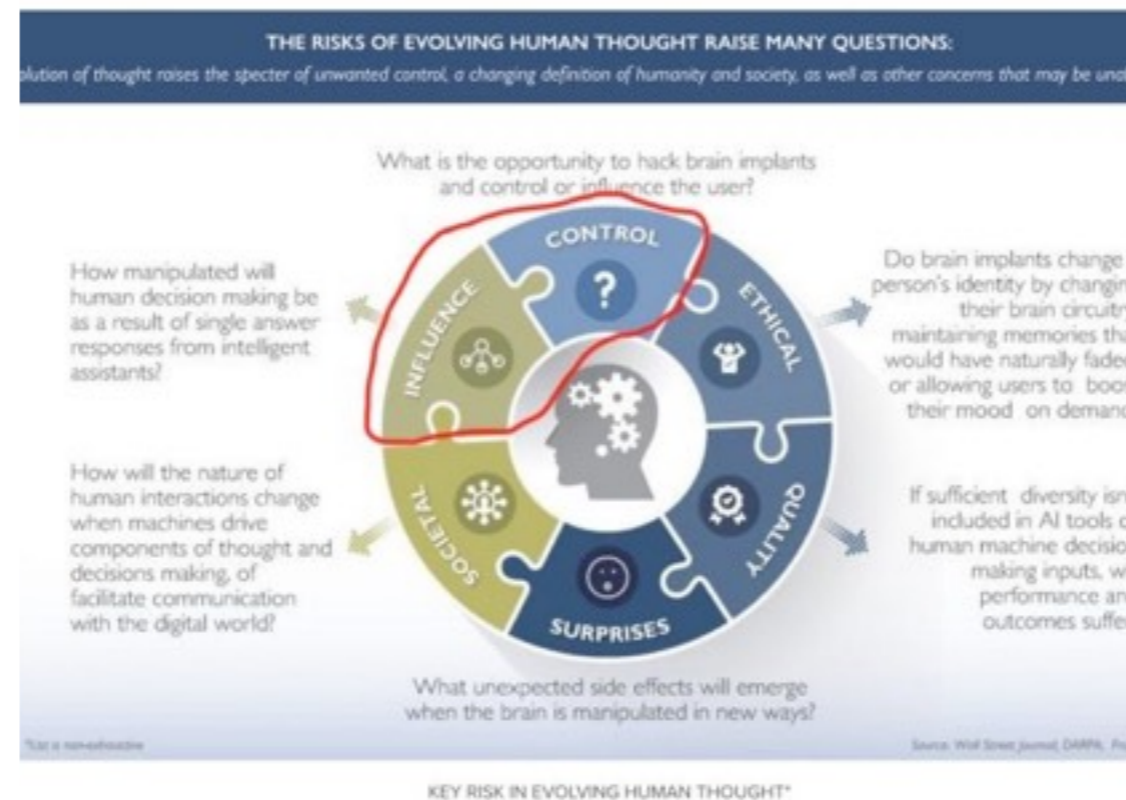 THE RISKS OF EVOLVING HUMAN THOUGHT RAISE MANY QUESTIONS:
olution of thought raises the specter of unwanted control, a changing definition of humanity and society, as well as other concerns that may be una
What is the opportunity to hack brain implants
and control or influence the user?
How manipulated will
human decision making be
as a result of single answer
responses from intelligent
assistants?
CONTROL
?
INFLUENCE
ETHICAL
Do brain implants change
person's identity by changin
their brain circuitry
maintaining memories tha
would have naturally faded
or allowing users to boos
their mood on demand
How will the nature of
human interactions change
when machines drive
components of thought and
decisions making, of
facilitate communication
with the digital world?
SOCIETAL
QUALITY
SURPRISES
If sufficient diversity isn
included in AI tools o
human machine decisio
making inputs, w
performance an
outcomes suffer
What unexpected side effects will emerge
when the brain is manipulated in new ways?
*List is non-exhaustive
Source: Wall Street Journal, DARPA,
KEY RISK IN EVOLVING HUMAN THOUGHT*